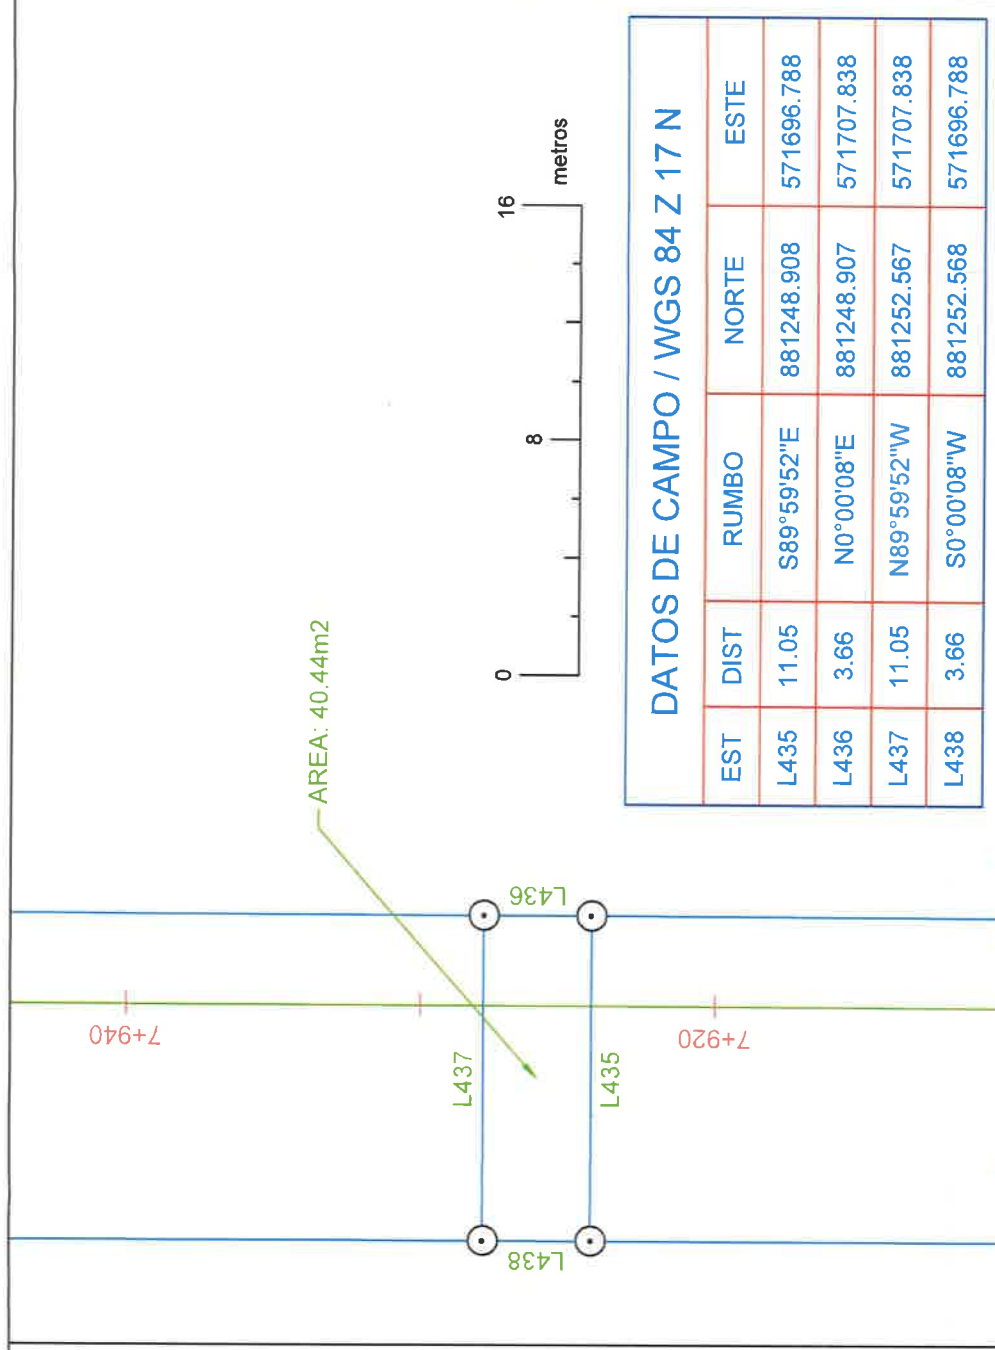 AREA: 40.44m2
0 8 16
metros
7+940
7+920
L437
L436
L435
L438
DATOS DE CAMPO / WGS 84 Z 17 N
EST DIST RUMBO NORTE ESTE
L435 11.05 S89°59'52"E 881248.908 571696.788
L436 3.66 N0°00'08"E 881248.907 571707.838
L437 11.05 N89°59'52"W 881252.567 571707.838
L438 3.66 S0°00'08"W 881252.568 571696.788